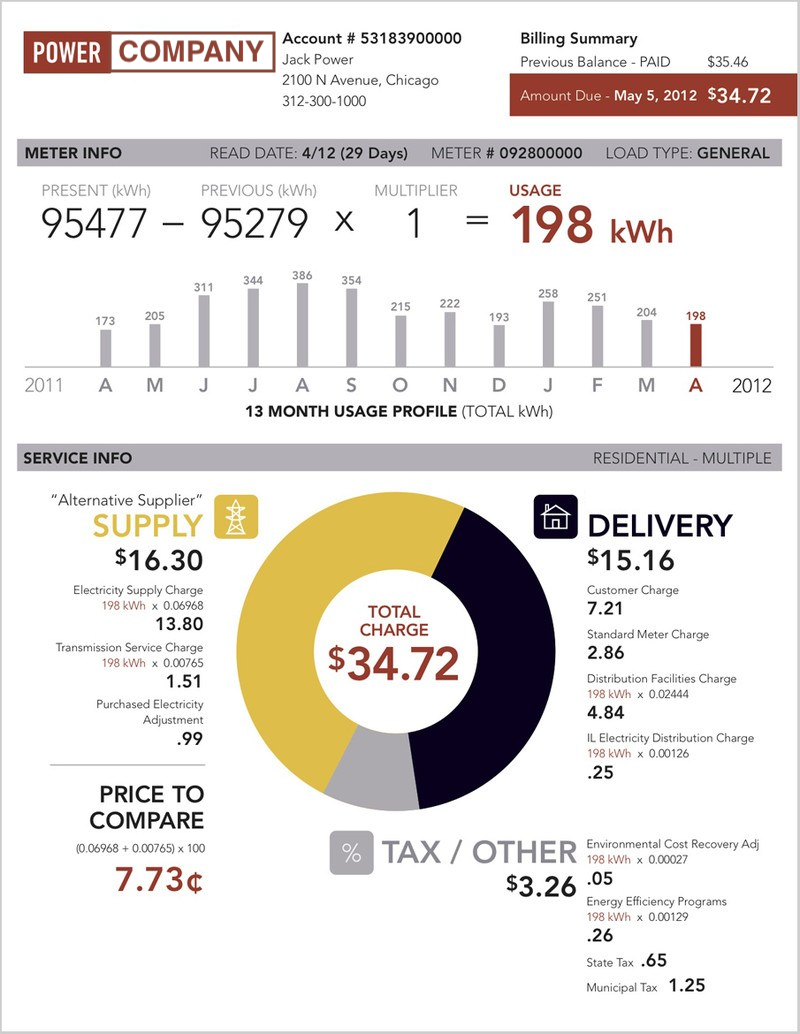 POWER COMPANY
Account # 53183900000
Jack Power
2100 N Avenue, Chicago
312-300-1000
Billing Summary
Previous Balance - PAID $35.46
Amount Due - May 5, 2012 $34.72
METER INFO READ DATE: 4/12 (29 Days) METER # 092800000 LOAD TYPE: GENERAL
PRESENT (kWh) PREVIOUS (kWh) MULTIPLIER USAGE
95477 – 95279 x 1 = 198 kWh
173 205 311 344 386 354 215 222 193 258 251 204 198
2011 A M J J A S O N D J F M A 2012
13 MONTH USAGE PROFILE (TOTAL kWh)
SERVICE INFO RESIDENTIAL - MULTIPLE
“Alternative Supplier”
SUPPLY
$16.30
Electricity Supply Charge
198 kWh x 0.06968
13.80
Transmission Service Charge
198 kWh x 0.00765
1.51
Purchased Electricity
Adjustment
.99
PRICE TO
COMPARE
(0.06968 + 0.00765) x 100
7.73¢
TOTAL
CHARGE
$34.72
DELIVERY
$15.16
Customer Charge
7.21
Standard Meter Charge
2.86
Distribution Facilities Charge
198 kWh x 0.02444
4.84
IL Electricity Distribution Charge
198 kWh x 0.00126
.25
% TAX / OTHER
$3.26
Environmental Cost Recovery Adj
198 kWh x 0.00027
.05
Energy Efficiency Programs
198 kWh x 0.00129
.26
State Tax .65
Municipal Tax 1.25